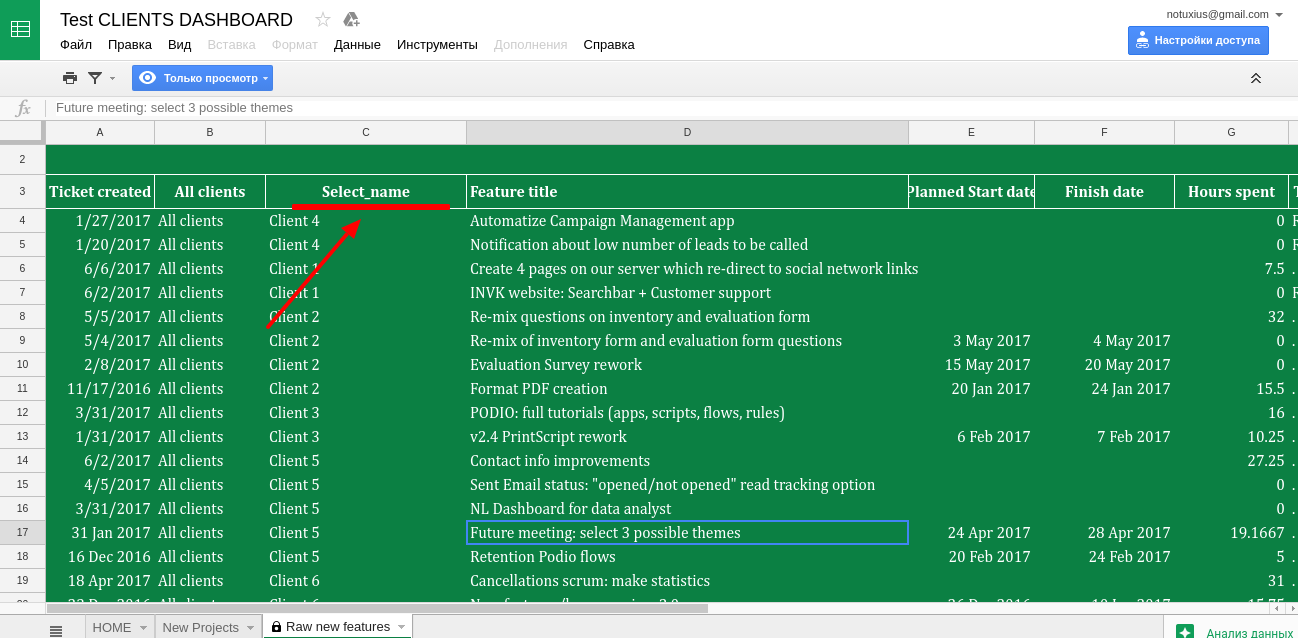 Test CLIENTS DASHBOARD
notuxius@gmail.com
Файл Правка Вид Вставка Формат Данные Инструменты Дополнения Справка
Настройки доступа
Только просмотр
fx Future meeting: select 3 possible themes
A B C D E F G
2
3 Ticket created All clients Select_name Feature title Planned Start date Finish date Hours spent
4 1/27/2017 All clients Client 4 Automatize Campaign Management app 0
5 1/20/2017 All clients Client 4 Notification about low number of leads to be called 0
6 6/6/2017 All clients Client 1 Create 4 pages on our server which re-direct to social network links 7.5 .
7 6/2/2017 All clients Client 1 INVK website: Searchbar + Customer support 0
8 5/5/2017 All clients Client 2 Re-mix questions on inventory and evaluation form 32 .
9 5/4/2017 All clients Client 2 Re-mix of inventory form and evaluation form questions 3 May 2017 4 May 2017 0 .
10 2/8/2017 All clients Client 2 Evaluation Survey rework 15 May 2017 20 May 2017 0 .
11 11/17/2016 All clients Client 2 Format PDF creation 20 Jan 2017 24 Jan 2017 15.5 .
12 3/31/2017 All clients Client 3 PODIO: full tutorials (apps, scripts, flows, rules) 16 .
13 1/31/2017 All clients Client 3 v2.4 PrintScript rework 6 Feb 2017 7 Feb 2017 10.25 .
14 6/2/2017 All clients Client 5 Contact info improvements 27.25 .
15 4/5/2017 All clients Client 5 Sent Email status: "opened/not opened" read tracking option 0 .
16 3/31/2017 All clients Client 5 NL Dashboard for data analyst 0 .
17 31 Jan 2017 All clients Client 5 Future meeting: select 3 possible themes 24 Apr 2017 28 Apr 2017 19.1667 .
18 16 Dec 2016 All clients Client 5 Retention Podio flows 20 Feb 2017 24 Feb 2017 5 .
19 18 Apr 2017 All clients Client 6 Cancellations scrum: make statistics 31 .
HOME New Projects Raw new features
Анализ данных